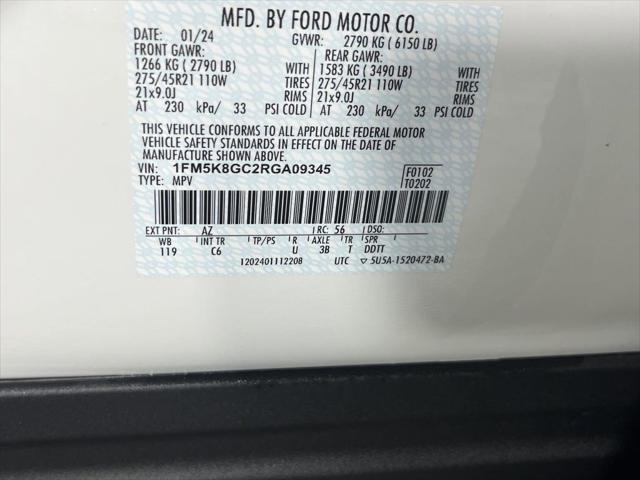 MFD. BY FORD MOTOR CO.
DATE: 01/24 GVWR: 2790 KG ( 6150 LB)
FRONT GAWR: REAR GAWR:
1266 KG ( 2790 LB) WITH 1583 KG ( 3490 LB) WITH
275/45R21 110W TIRES 275/45R21 110W TIRES
21x9.0J RIMS 21x9.0J RIMS
AT 230 kPa/ 33 PSI COLD AT 230 kPa/ 33 PSI COLD
THIS VEHICLE CONFORMS TO ALL APPLICABLE FEDERAL MOTOR
VEHICLE SAFETY STANDARDS IN EFFECT ON THE DATE OF
MANUFACTURE SHOWN ABOVE.
VIN: 1FM5K8GC2RGA09345 F0102
TYPE: MPV T0202
EXT PNT: AZ RC: 56 DSO:
WB INT TR TP/PS R AXLE TR SPR
119 C6 U 3B T DDTT
1202401112208 UTC ▽ 5U5A-1520472-BA